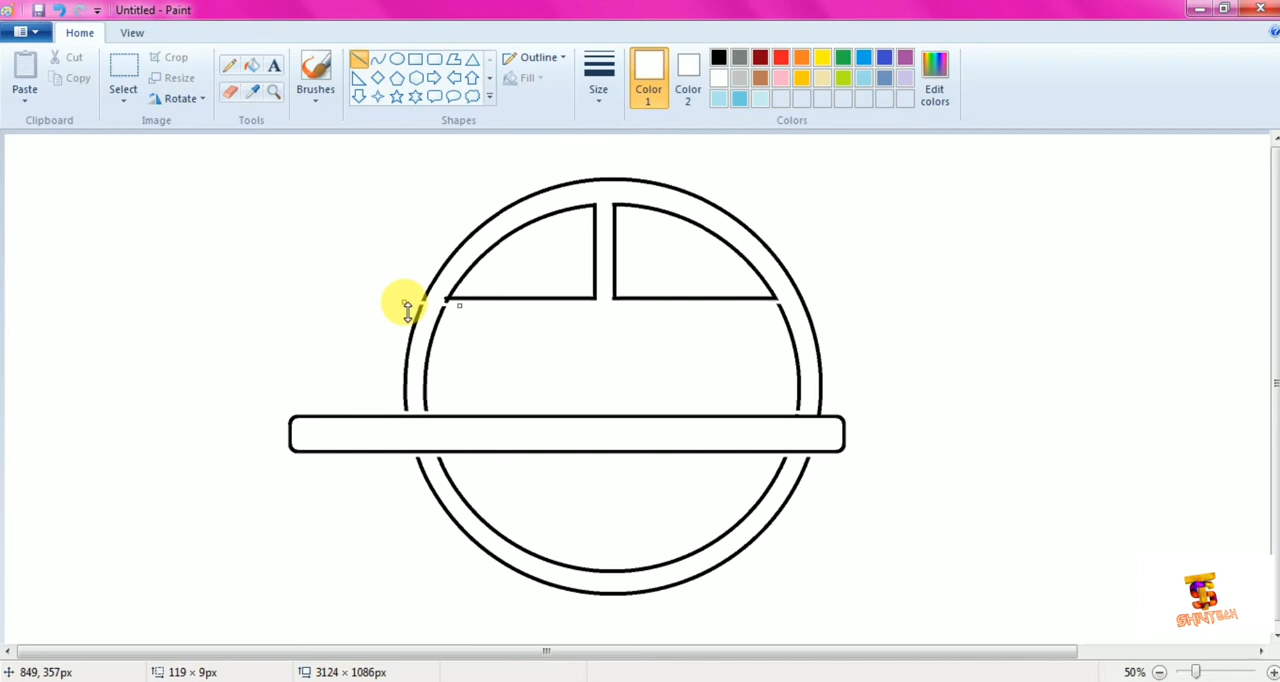 Untitled - Paint
Home View
Paste
Cut
Copy
Clipboard
Select
Crop
Resize
Rotate
Image
A
Tools
Brushes
Outline
Fill
Shapes
Size
Color 1
Color 2
Edit colors
Colors
SHINTECH
849, 357px
119 × 9px
3124 × 1086px
50%